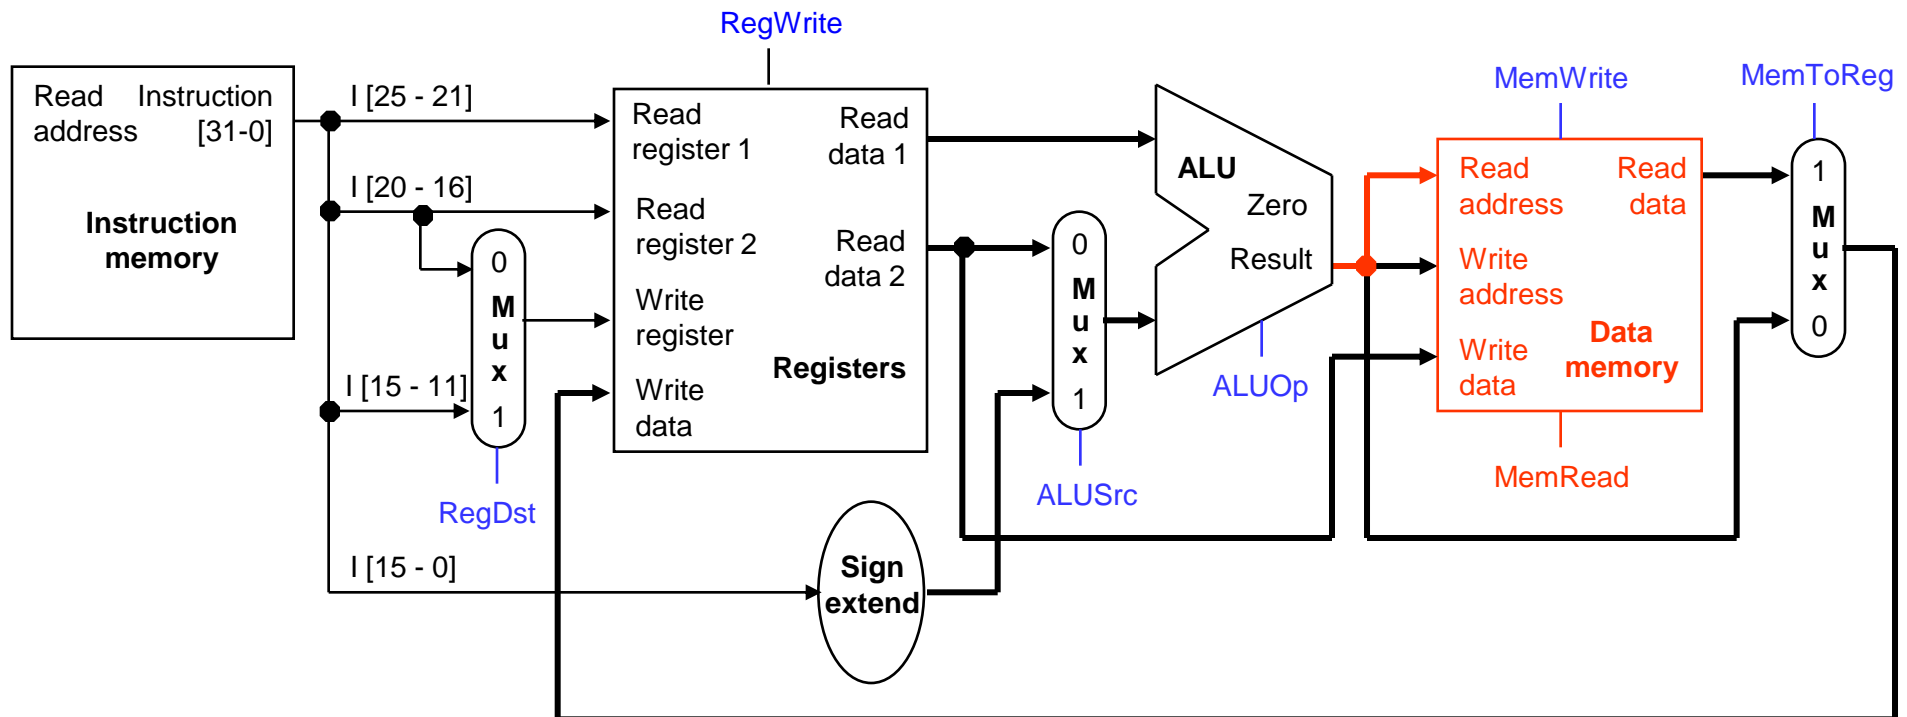 RegWrite
Read Instruction
address [31-0]
Instruction
memory
I [25 - 21]
I [20 - 16]
I [15 - 11]
I [15 - 0]
0
M
u
x
1
RegDst
Read
register 1
Read
data 1
Read
register 2
Read
data 2
Write
register
Registers
Write
data
Sign
extend
0
M
u
x
1
ALUSrc
ALU
Zero
Result
ALUOp
MemWrite
Read
address
Read
data
Write
address
Write
data
Data
memory
MemRead
MemToReg
1
M
u
x
0